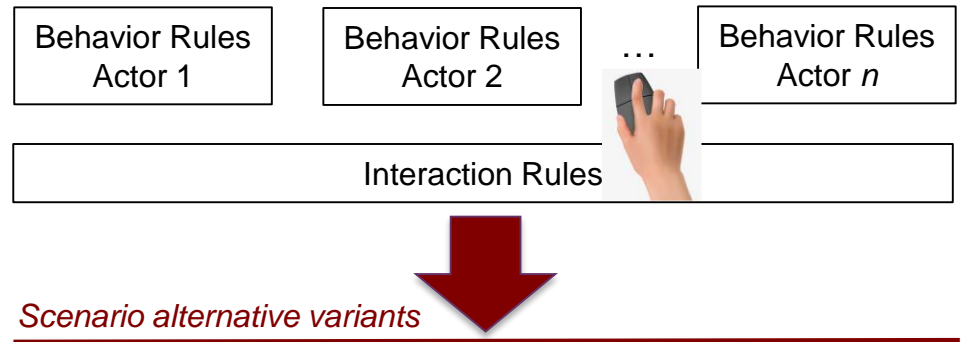 Behavior Rules
Actor 1
Behavior Rules
Actor 2
...
Behavior Rules
Actor n
Interaction Rules
Scenario alternative variants